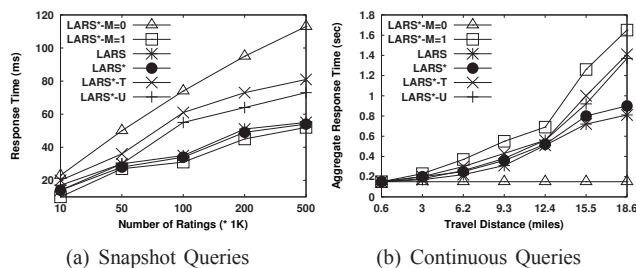 LARS*-M=0
LARS*-M=1
LARS
LARS*
LARS*-T
LARS*-U
Response Time (ms)
120
100
80
60
40
20
0
10
50
100
200
500
Number of Ratings (* 1K)
(a) Snapshot Queries
LARS*-M=0
LARS*-M=1
LARS
LARS*
LARS*-T
LARS*-U
Aggregate Response Time (sec)
1.8
1.6
1.4
1.2
1
0.8
0.6
0.4
0.2
0
0.6
3
6.2
9.3
12.4
15.5
18.6
Travel Distance (miles)
(b) Continuous Queries